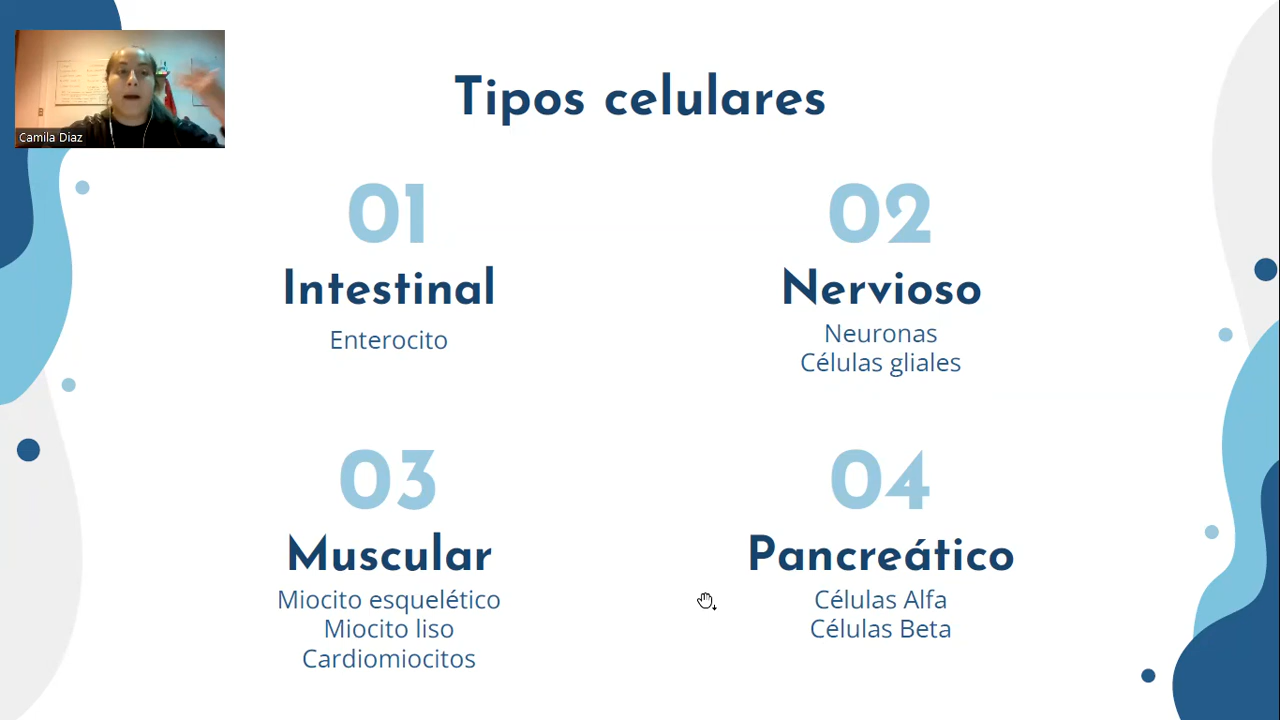 Camila Diaz
Tipos celulares
01
Intestinal
Enterocito
02
Nervioso
Neuronas
Células gliales
03
Muscular
Miocito esquelético
Miocito liso
Cardiomiocitos
04
Pancreático
Células Alfa
Células Beta